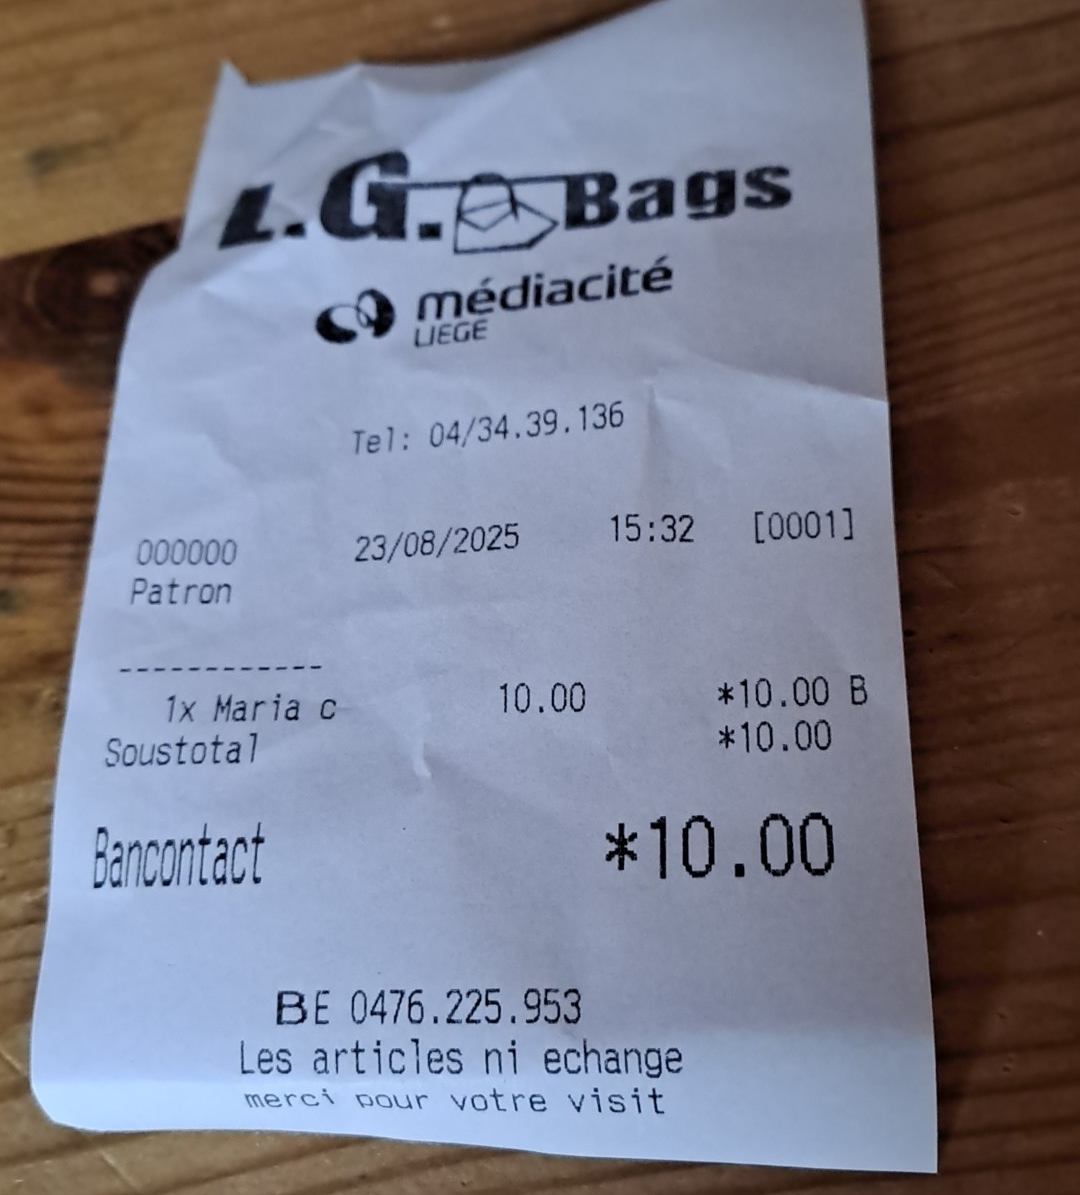 L.G. Bags
médiacité
LIEGE
Tel: 04/34.39.136
000000 23/08/2025 15:32 [0001]
Patron
------------
1x Maria c 10.00 *10.00 B
Soustotal *10.00
Bancontact *10.00
BE 0476.225.953
Les articles ni echange
merci pour votre visit